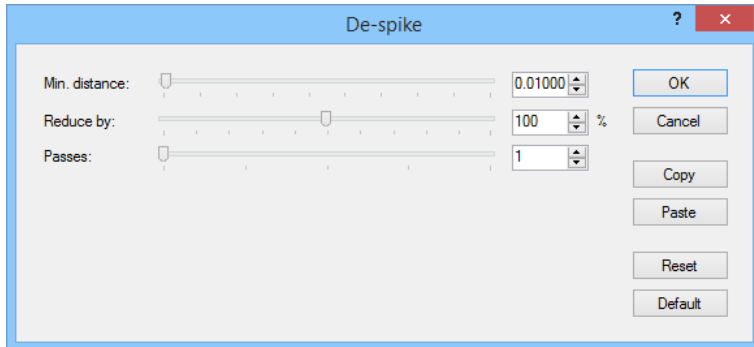 De-spike
?
×
Min. distance: 0.01000 OK
Reduce by: 100 % Cancel
Passes: 1
Copy
Paste
Reset
Default